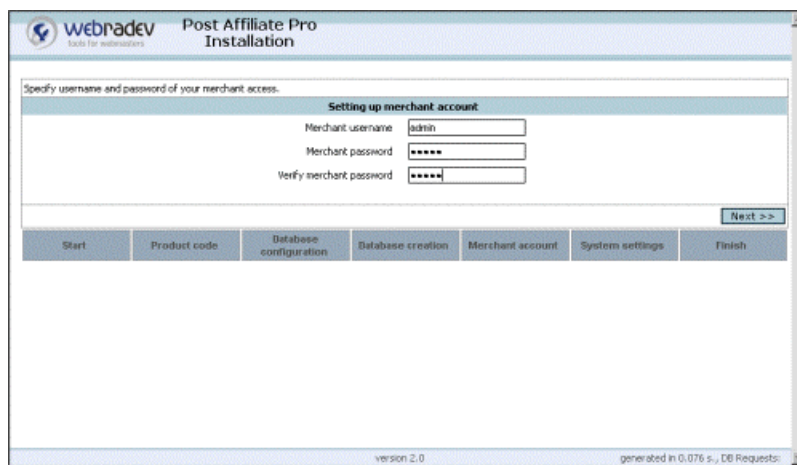 webradev
tools for webmasters
Post Affiliate Pro
Installation
Specify username and password of your merchant access.
Setting up merchant account
Merchant username admin
Merchant password •••••
Verify merchant password •••••
Next >>
Start Product code Database configuration Database creation Merchant account System settings Finish
version 2.0 generated in 0.076 s., DB Requests: